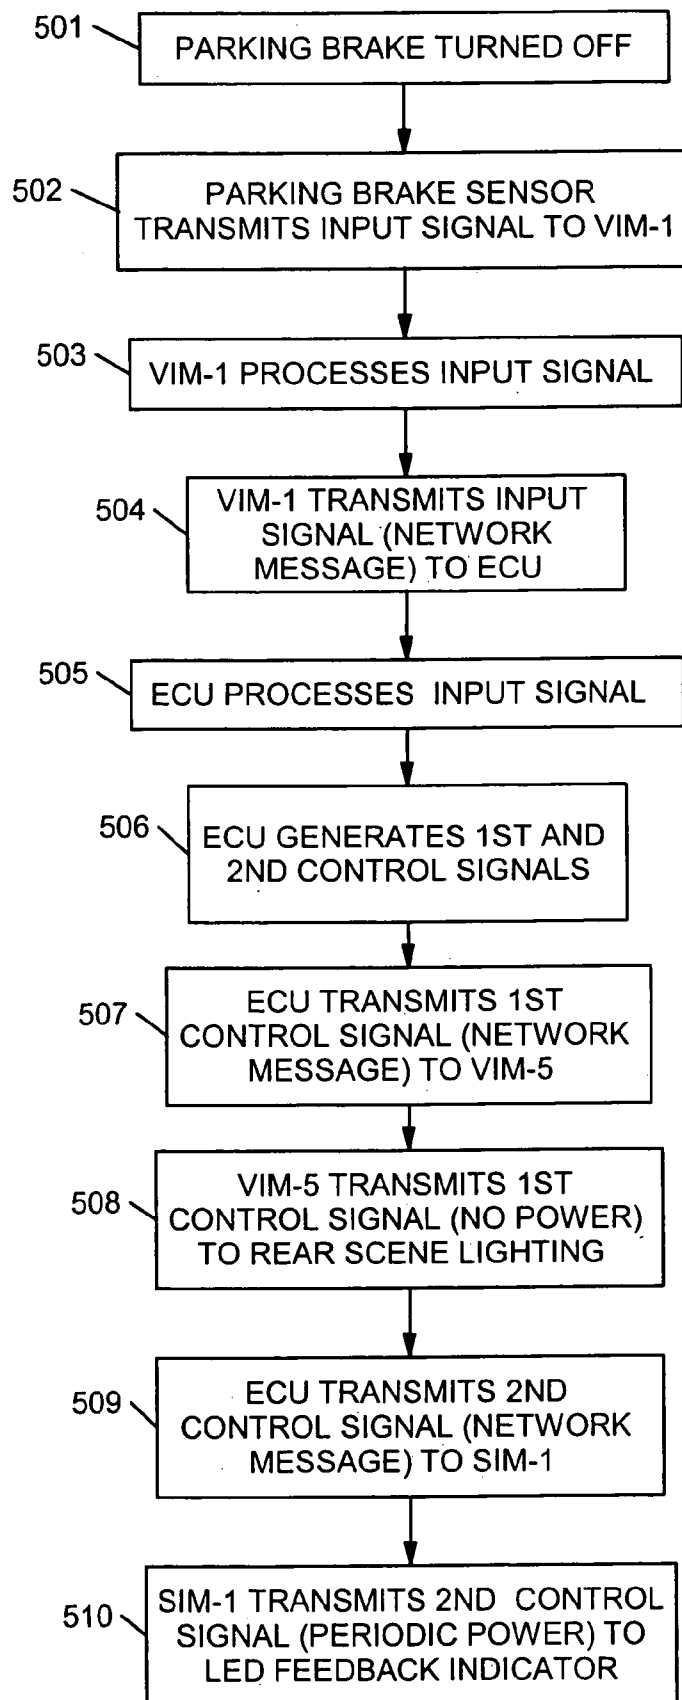 501
PARKING BRAKE TURNED OFF
502
PARKING BRAKE SENSOR
TRANSMITS INPUT SIGNAL TO VIM-1
503
VIM-1 PROCESSES INPUT SIGNAL
504
VIM-1 TRANSMITS INPUT
SIGNAL (NETWORK
MESSAGE) TO ECU
505
ECU PROCESSES INPUT SIGNAL
506
ECU GENERATES 1ST AND
2ND CONTROL SIGNALS
507
ECU TRANSMITS 1ST
CONTROL SIGNAL (NETWORK
MESSAGE) TO VIM-5
508
VIM-5 TRANSMITS 1ST
CONTROL SIGNAL (NO POWER)
TO REAR SCENE LIGHTING
509
ECU TRANSMITS 2ND
CONTROL SIGNAL (NETWORK
MESSAGE) TO SIM-1
510
SIM-1 TRANSMITS 2ND CONTROL
SIGNAL (PERIODIC POWER) TO
LED FEEDBACK INDICATOR